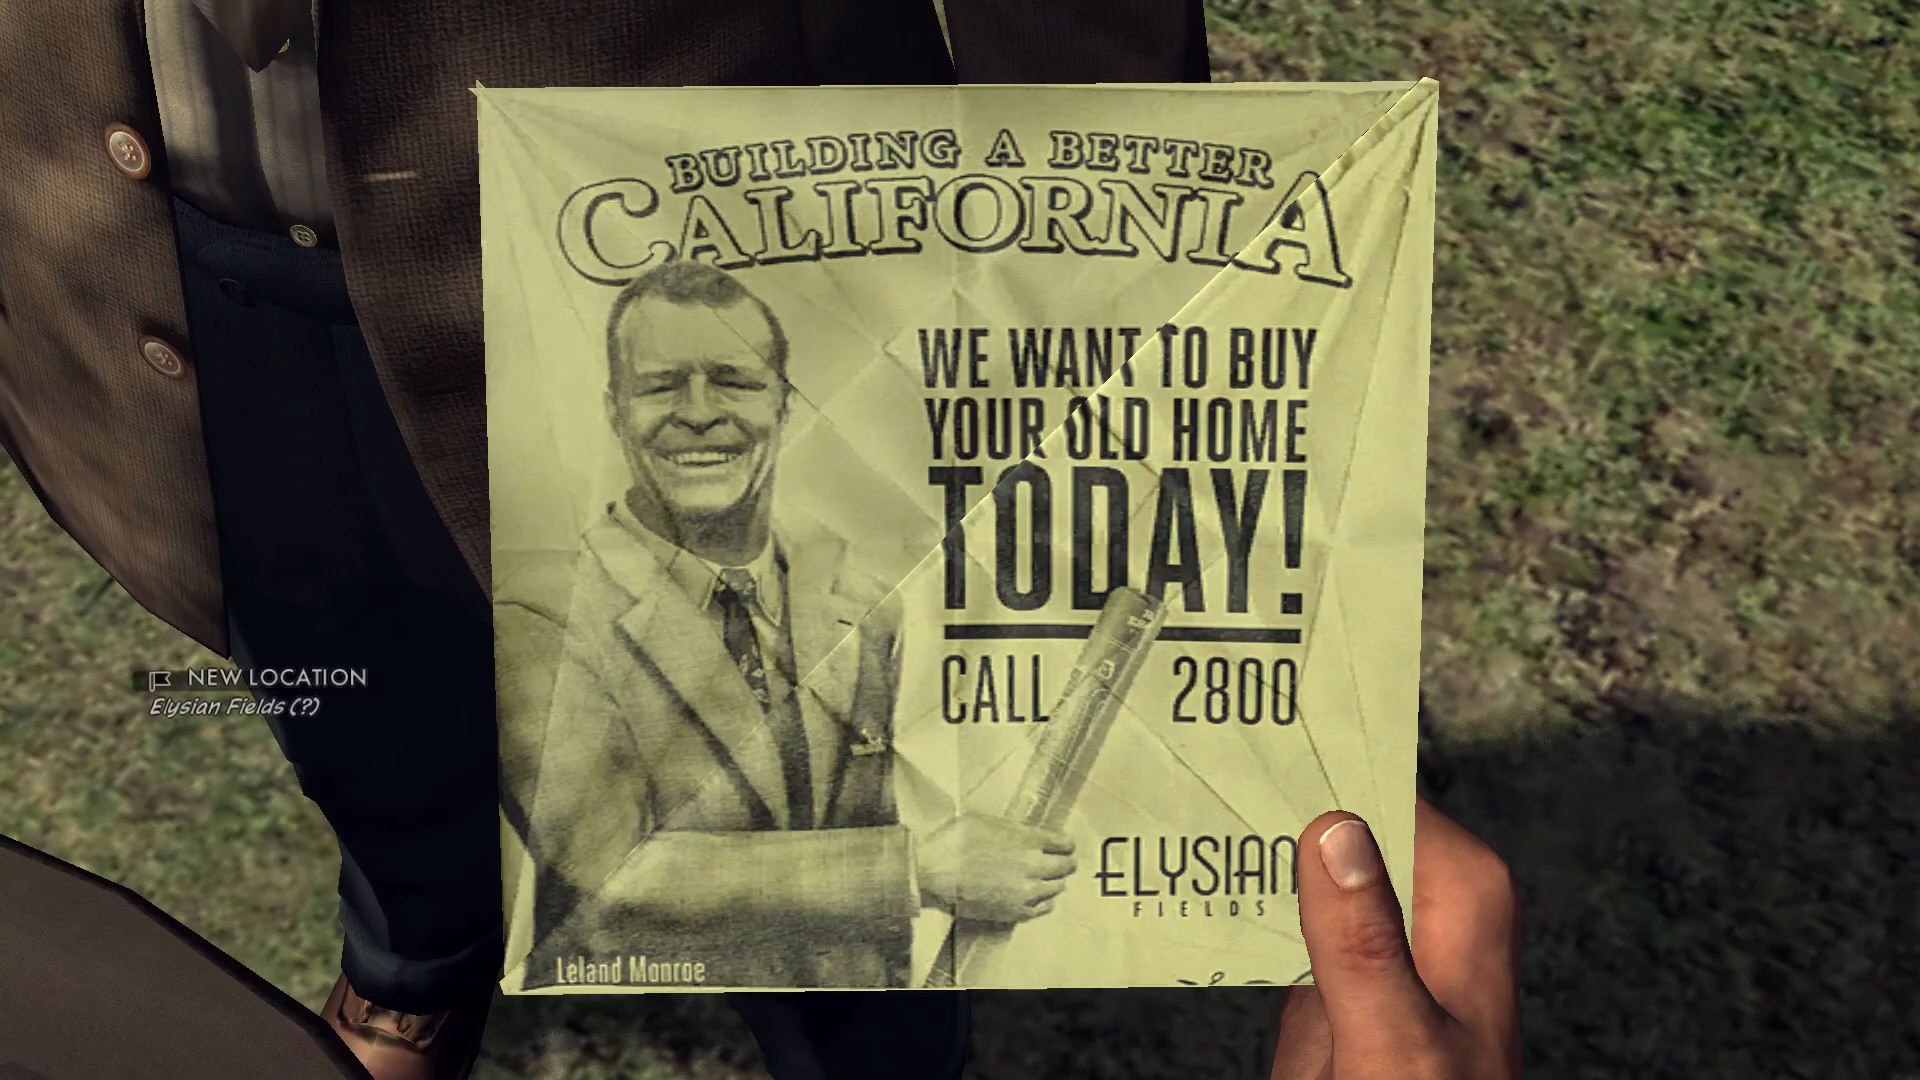 BUILDING A BETTER
CALIFORNIA
WE WANT TO BUY
YOUR OLD HOME
TODAY!
CALL 2800
ELYSIAN
FIELDS
Leland Monroe
NEW LOCATION
Elysian Fields (?)